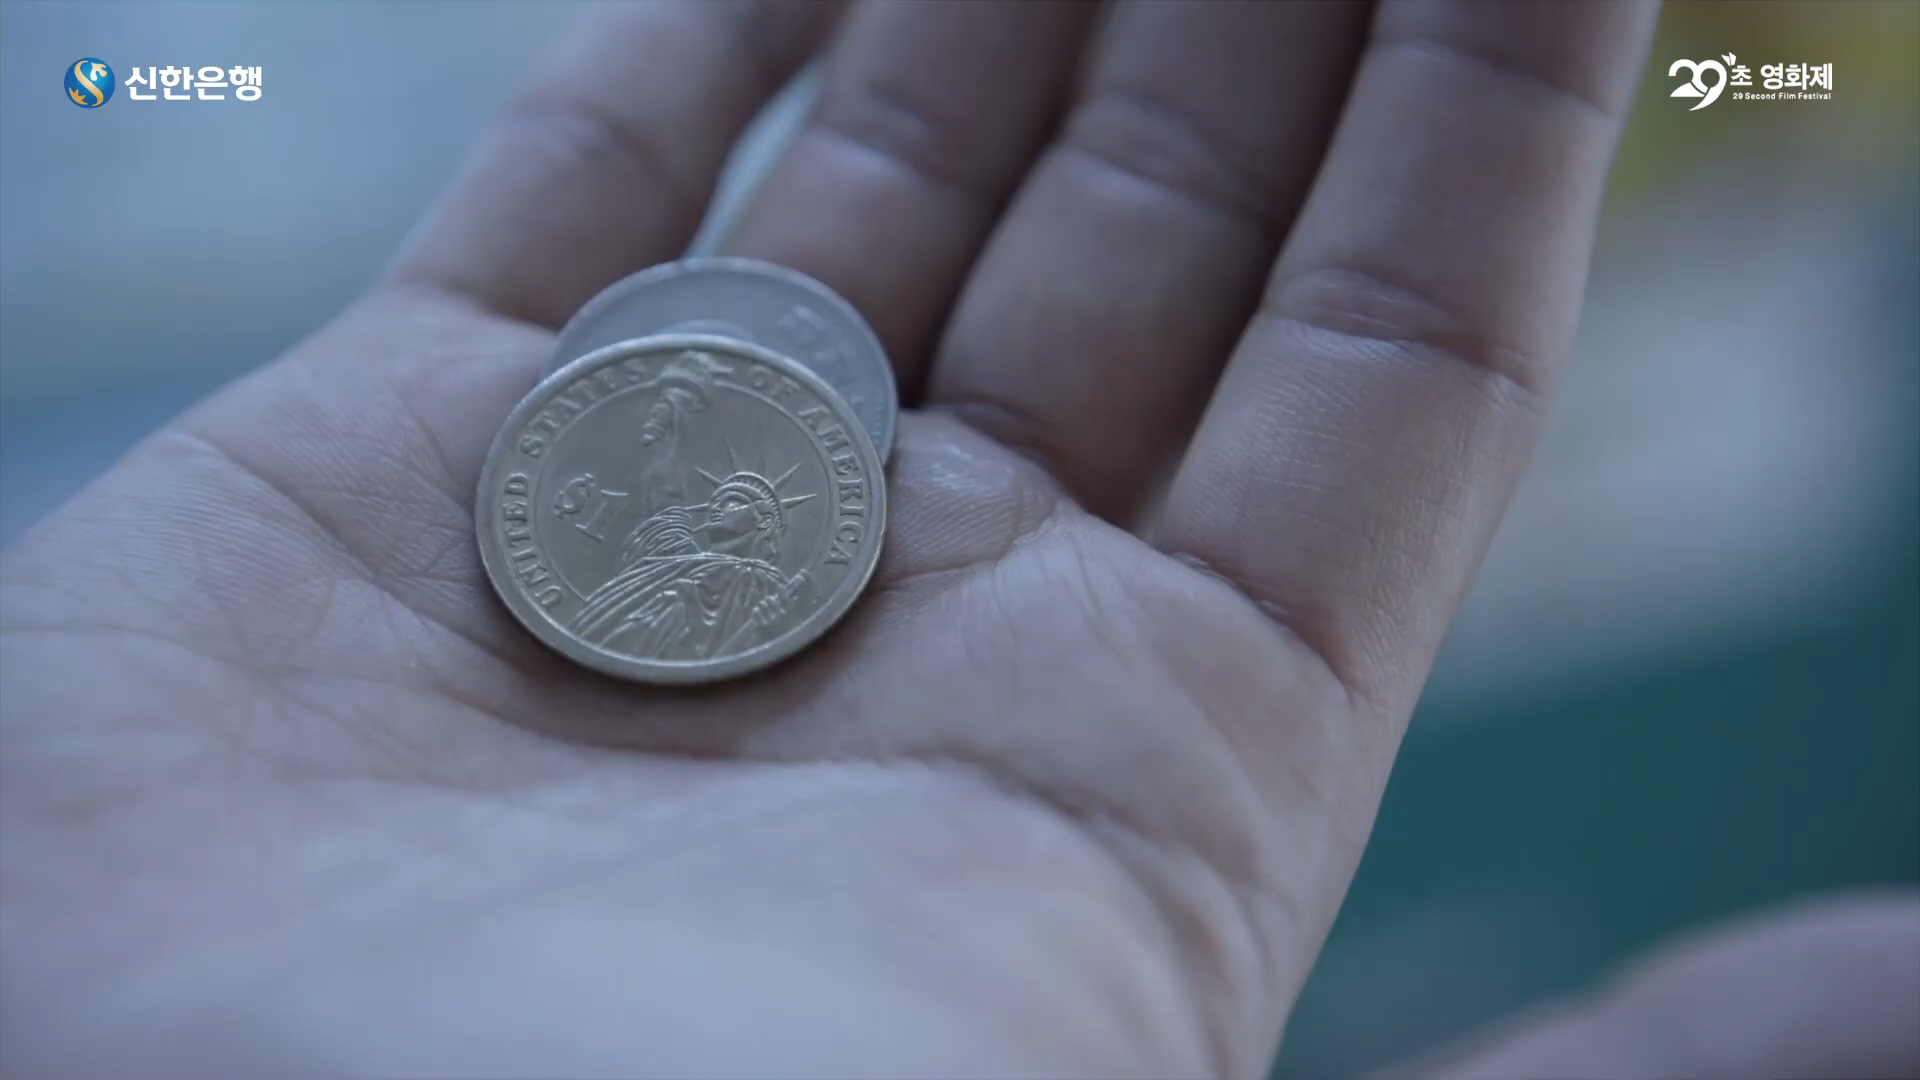 신한은행
29초 영화제
29 Second Film Festival
UNITED STATES OF AMERICA
$1